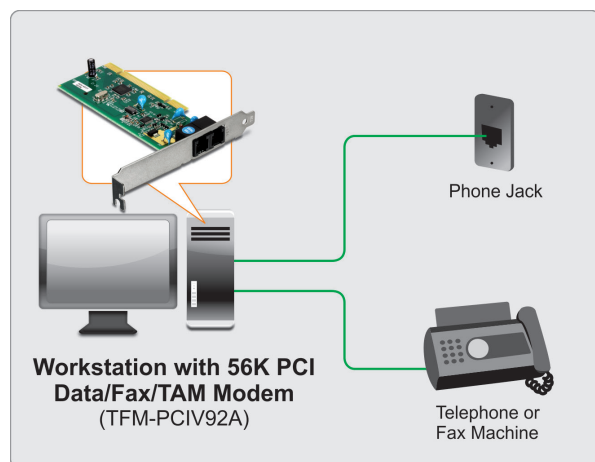 Phone Jack
Workstation with 56K PCI
Data/Fax/TAM Modem
(TFM-PCIV92A)
Telephone or
Fax Machine